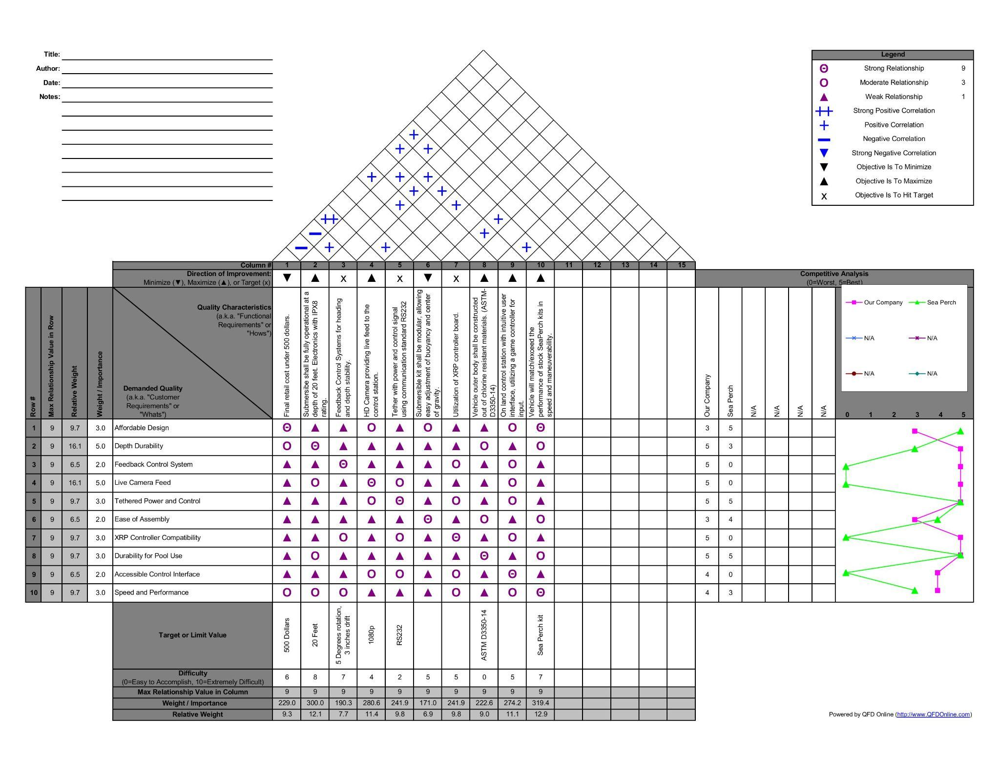 Title:
Author:
Date:
Notes:
Legend
Θ Strong Relationship 9
Ο Moderate Relationship 3
▲ Weak Relationship 1
┼┼ Strong Positive Correlation
┼ Positive Correlation
▬ Negative Correlation
▼ Strong Negative Correlation
▼ Objective Is To Minimize
▲ Objective Is To Maximize
x Objective Is To Hit Target
┼
┼ ┼
┼ ┼ ┼
┼ ┼
┼ ┼
┼┼ ┼
▬ ┼
▬ ┼ ┼ ┼
Column # 1 2 3 4 5 6 7 8 9 10 11 12 13 14 15
Direction of Improvement:
Minimize (▼), Maximize (▲), or Target (x) ▼ ▲ x ▲ x ▼ x ▲ ▲ ▲
Competitive Analysis
(0=Worst, 5=Best)
Row #
Max Relationship Value in Row
Relative Weight
Weight / Importance
Quality Characteristics
(a.k.a. "Functional
Requirements" or
"Hows")
Demanded Quality
(a.k.a. "Customer
Requirements" or
"Whats")
Final retail cost under 500 dollars.
Submersibe shall be fully operational at a
depth of 20 feet. Electronics with IPX8
rating.
Feedback Control Systems for heading
and depth stability.
HD Camera providing live feed to the
control station.
Tether with power and control signal
using communication standard RS232
Submersible kit shall be modular, allowing
easy adjustment of buoyancy and center
of gravity.
Utilization of XRP controller board.
Vehicle outer body shall be constructed
out of chlorine resistant materials. (ASTM-
D3350-14)
On land control station with intuitive user
interface, utilizing a game controller for
input.
Vehicle will match/exceed the
performance of stock SeaPerch kits in
speed and maneuverability.
Our Company
Sea Perch
N/A
N/A
N/A
N/A
Our Company Sea Perch
N/A N/A
N/A N/A
0 1 2 3 4 5
1 9 9.7 3.0 Affordable Design Θ ▲ ▲ Ο ▲ Ο ▲ ▲ Ο Θ 3 5
2 9 16.1 5.0 Depth Durability Ο Θ ▲ ▲ ▲ ▲ ▲ Ο ▲ Ο 5 3
3 9 6.5 2.0 Feedback Control System ▲ ▲ Θ ▲ ▲ ▲ Ο ▲ Ο ▲ 5 0
4 9 16.1 5.0 Live Camera Feed ▲ Ο ▲ Θ Ο ▲ ▲ ▲ Ο ▲ 5 0
5 9 9.7 3.0 Tethered Power and Control ▲ ▲ ▲ Ο Θ ▲ Ο ▲ Ο ▲ 5 5
6 9 6.5 2.0 Ease of Assembly ▲ ▲ ▲ ▲ ▲ Θ ▲ Ο ▲ Ο 3 4
7 9 9.7 3.0 XRP Controller Compatibility ▲ ▲ Ο ▲ Ο ▲ Θ ▲ Ο ▲ 5 0
8 9 9.7 3.0 Durability for Pool Use ▲ Ο ▲ ▲ ▲ ▲ ▲ Θ ▲ Ο 5 5
9 9 6.5 2.0 Accessible Control Interface ▲ ▲ ▲ Ο Ο ▲ Ο ▲ Θ ▲ 4 0
10 9 9.7 3.0 Speed and Performance Ο Ο Ο ▲ ▲ ▲ Ο ▲ Ο Θ 4 3
Target or Limit Value
500 Dollars
20 Feet
5 Degrees rotation,
3 inches drift
1080p
RS232
ASTM D3350-14
Sea Perch kit
Difficulty
(0=Easy to Accomplish, 10=Extremely Difficult) 6 8 7 4 2 5 5 0 5 7
Max Relationship Value in Column 9 9 9 9 9 9 9 9 9 9
Weight / Importance 229.0 300.0 190.3 280.6 241.9 171.0 241.9 222.6 274.2 319.4
Relative Weight 9.3 12.1 7.7 11.4 9.8 6.9 9.8 9.0 11.1 12.9
Powered by QFD Online (http://www.QFDOnline.com)